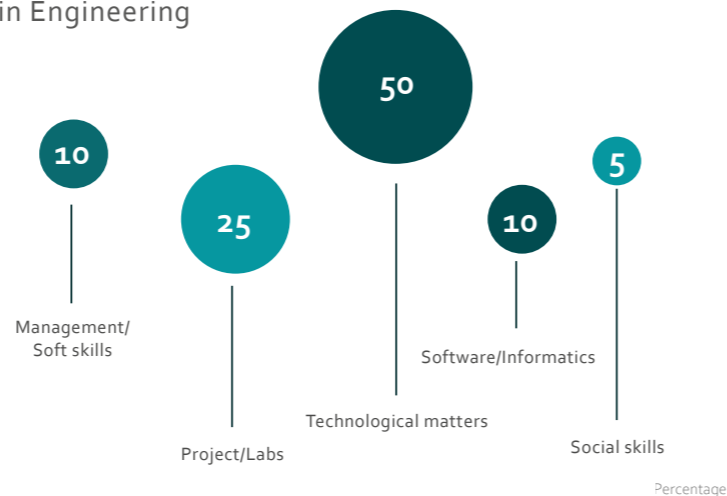 in Engineering
50
10
5
25
10
Management/
Soft skills
Software/Informatics
Technological matters
Social skills
Project/Labs
Percentage